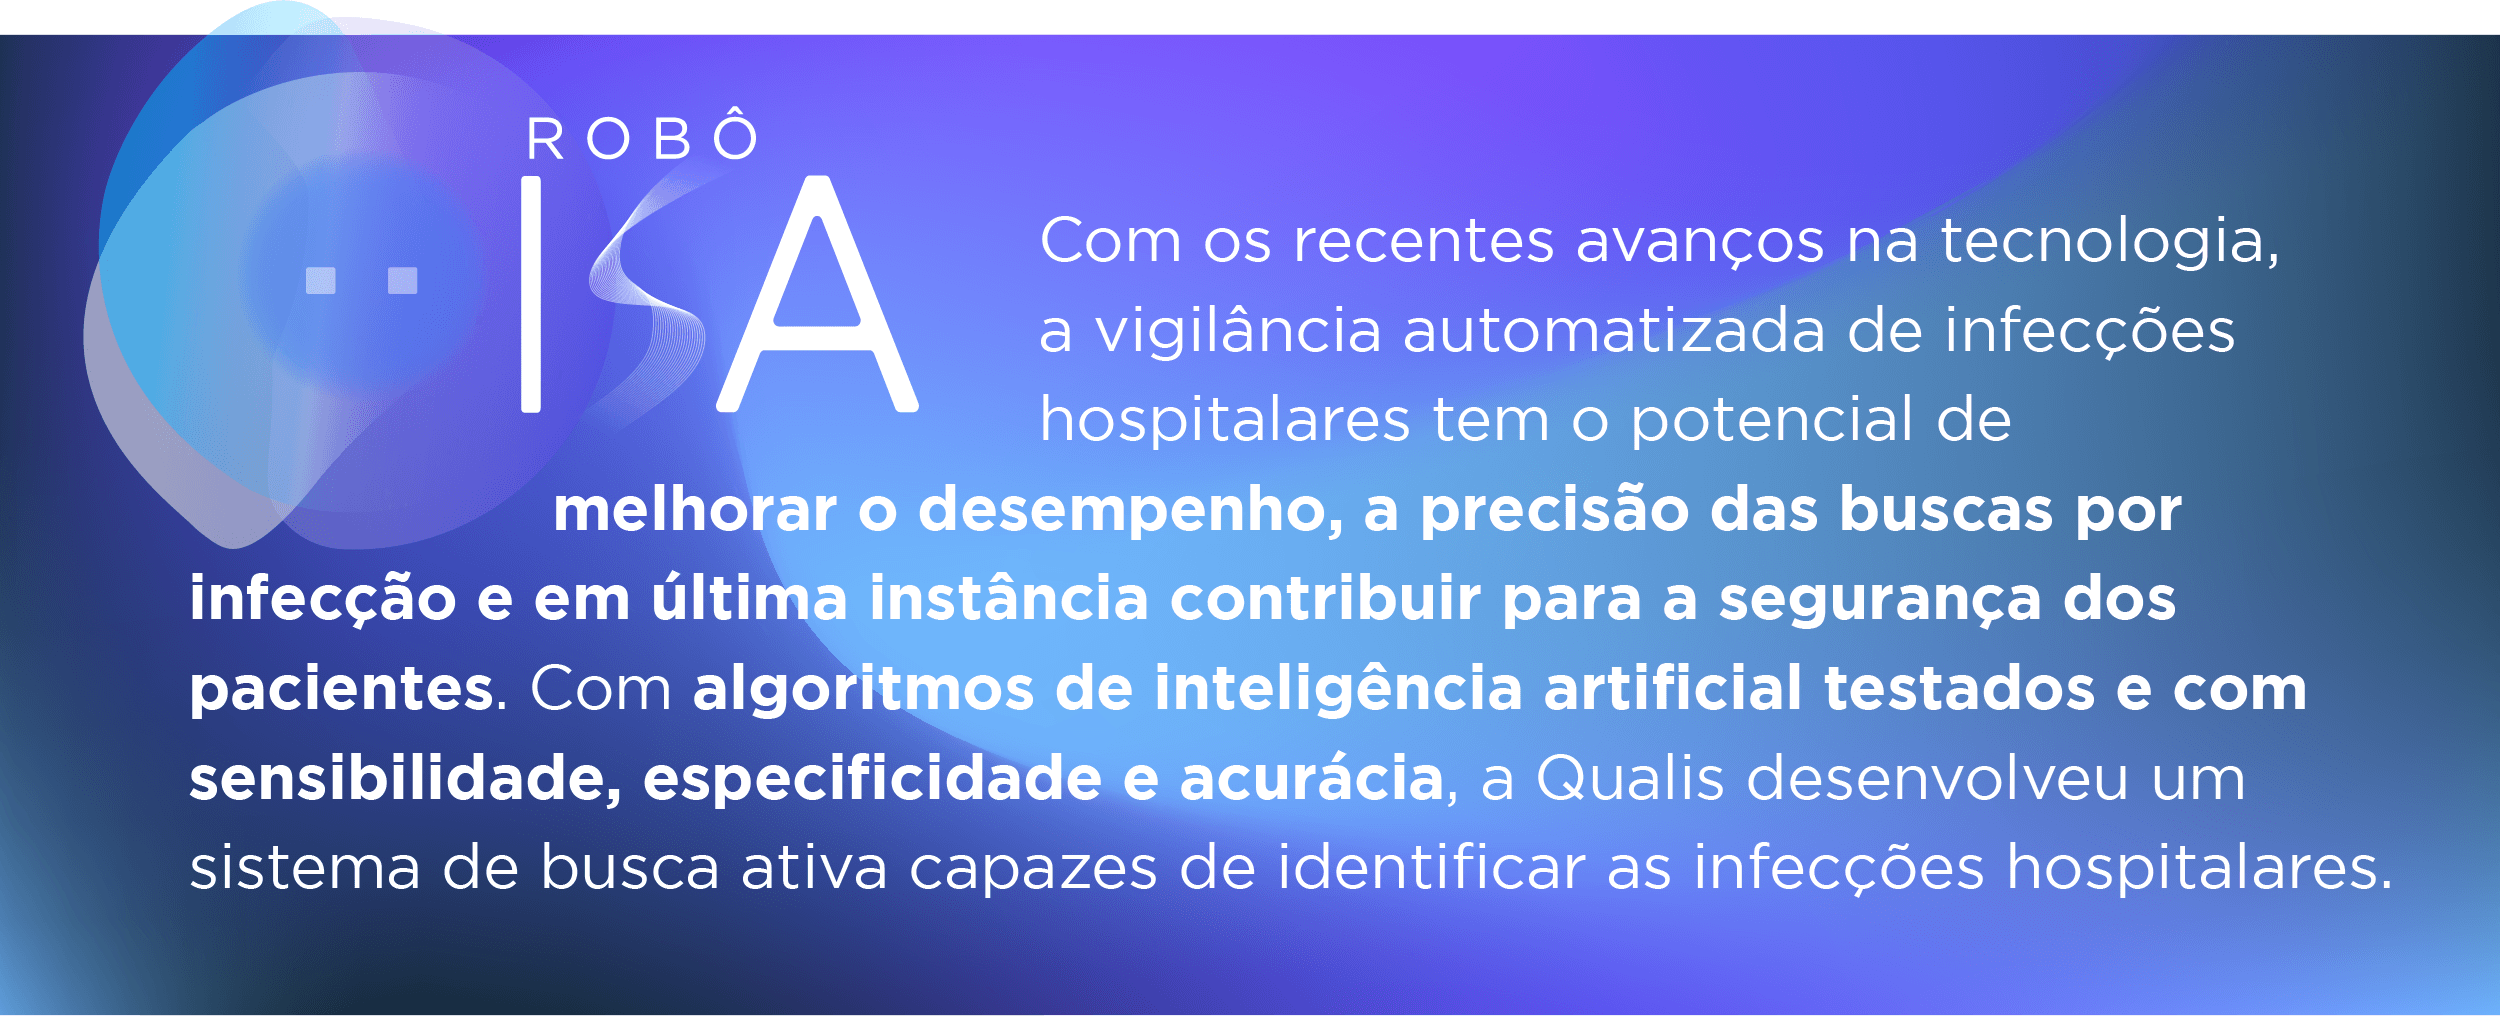 ROBÔ
ISA
Com os recentes avanços na tecnologia,
a vigilância automatizada de infecções
hospitalares tem o potencial de
melhorar o desempenho, a precisão das buscas por
infecção e em última instância contribuir para a segurança dos
pacientes. Com algoritmos de inteligência artificial testados e com
sensibilidade, especificidade e acurácia, a Qualis desenvolveu um
sistema de busca ativa capazes de identificar as infecções hospitalares.